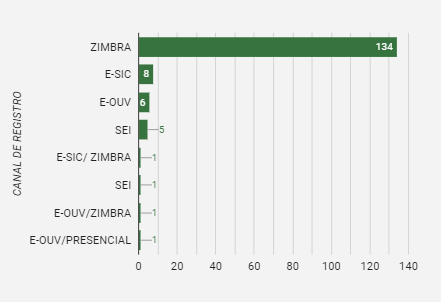 CANAL DE REGISTRO
ZIMBRA 134
E-SIC 8
E-OUV 6
SEI 5
E-SIC/ ZIMBRA 1
SEI 1
E-OUV/ZIMBRA 1
E-OUV/PRESENCIAL 1
0 20 40 60 80 100 120 140